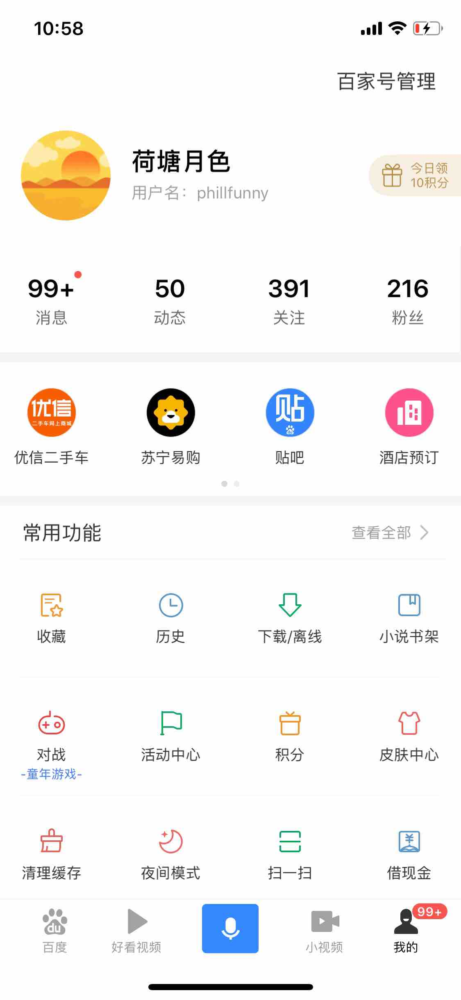 10:58
百家号管理
荷塘月色
用户名：phillfunny
今日领
10积分
99+ 50 391 216
消息 动态 关注 粉丝
优信
二手车网上商城
贴
du
优信二手车 苏宁易购 贴吧 酒店预订
常用功能 查看全部
收藏 历史 下载/离线 小说书架
对战 活动中心 积分 皮肤中心
-童年游戏-
清理缓存 夜间模式 扫一扫 借现金
99+
du
百度 好看视频 小视频 我的